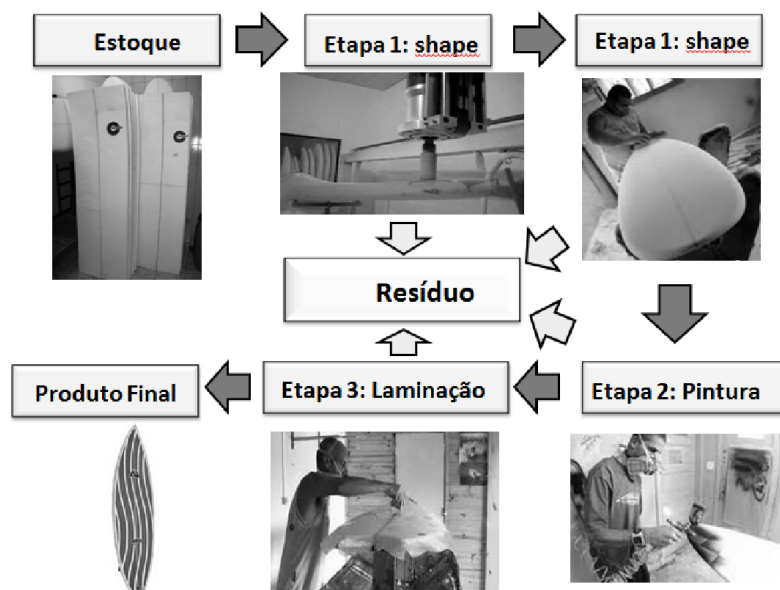 Estoque
Etapa 1: shape
Etapa 1: shape
Resíduo
Produto Final
Etapa 3: Laminação
Etapa 2: Pintura